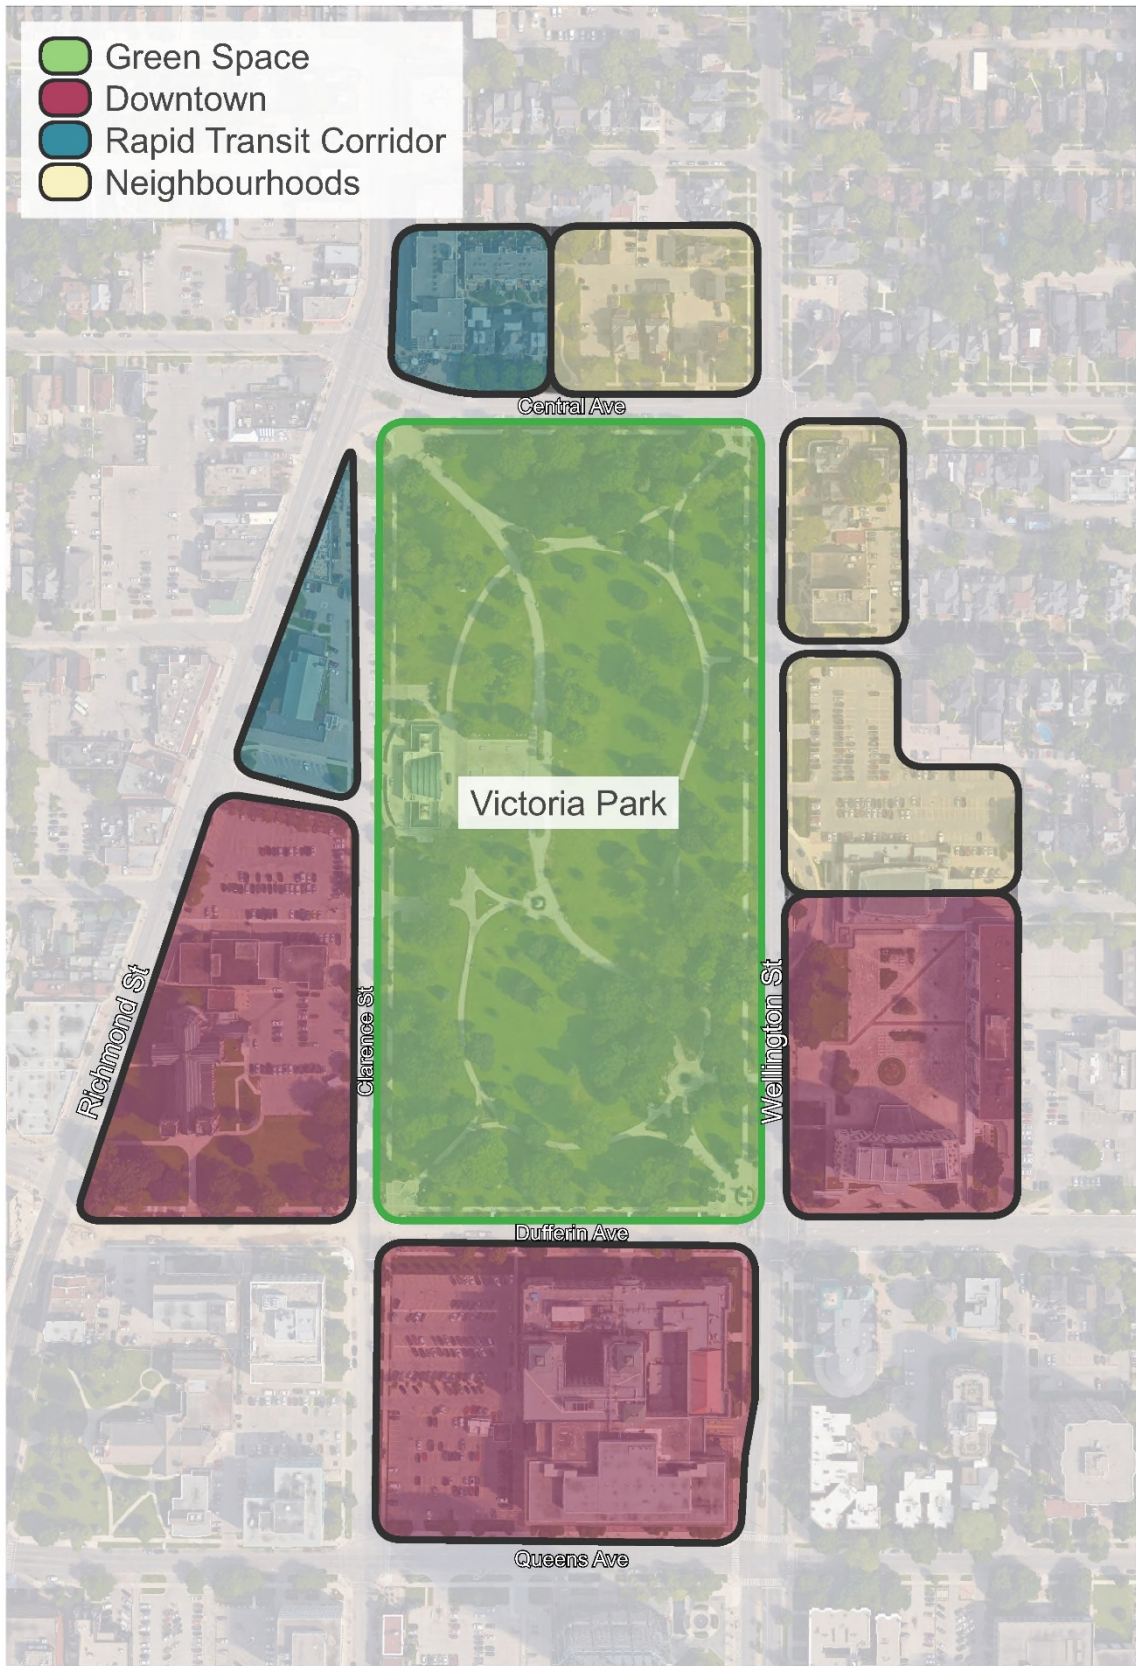 Green Space
Downtown
Rapid Transit Corridor
Neighbourhoods
Central Ave
Victoria Park
Richmond St
Clarence St
Wellington St
Dufferin Ave
Queens Ave